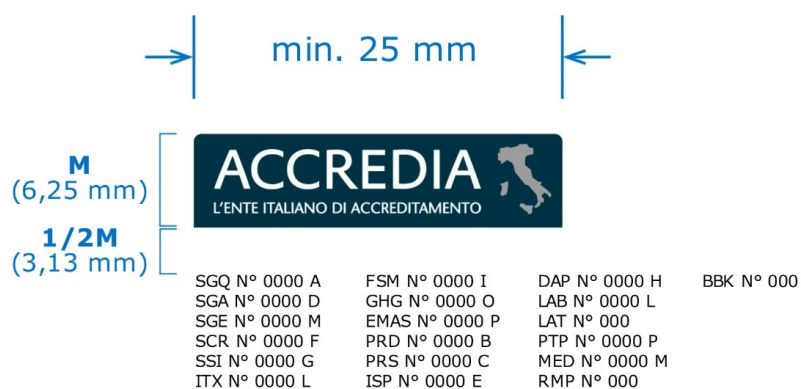 min. 25 mm
M
(6,25 mm)
ACCREDIA
L'ENTE ITALIANO DI ACCREDITAMENTO
1/2M
(3,13 mm)
SGQ N° 0000 A FSM N° 0000 I DAP N° 0000 H BBK N° 000
SGA N° 0000 D GHG N° 0000 O LAB N° 0000 L
SGE N° 0000 M EMAS N° 0000 P LAT N° 000
SCR N° 0000 F PRD N° 0000 B PTP N° 0000 P
SSI N° 0000 G PRS N° 0000 C MED N° 0000 M
ITX N° 0000 L ISP N° 0000 E RMP N° 000